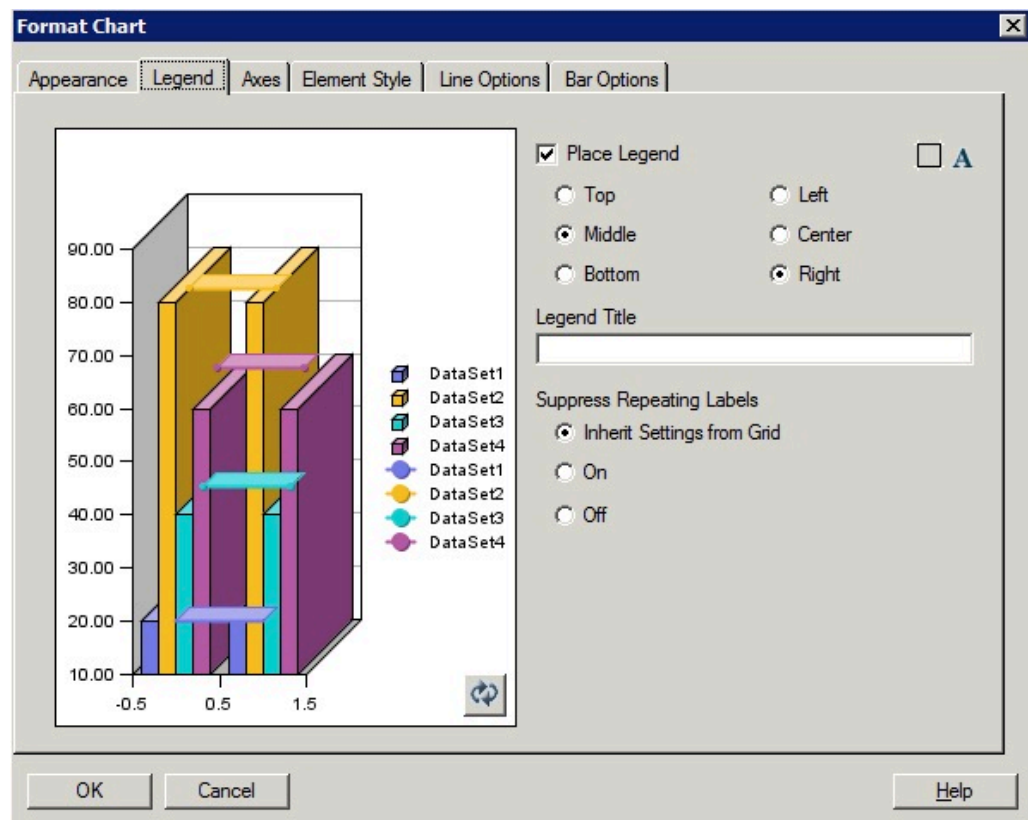 Format Chart
Appearance Legend Axes Element Style Line Options Bar Options
90.00
80.00
70.00
60.00
50.00
40.00
30.00
20.00
10.00
-0.5 0.5 1.5
DataSet1
DataSet2
DataSet3
DataSet4
DataSet1
DataSet2
DataSet3
DataSet4
Place Legend A
Top Left
Middle Center
Bottom Right
Legend Title
Suppress Repeating Labels
Inherit Settings from Grid
On
Off
OK Cancel Help